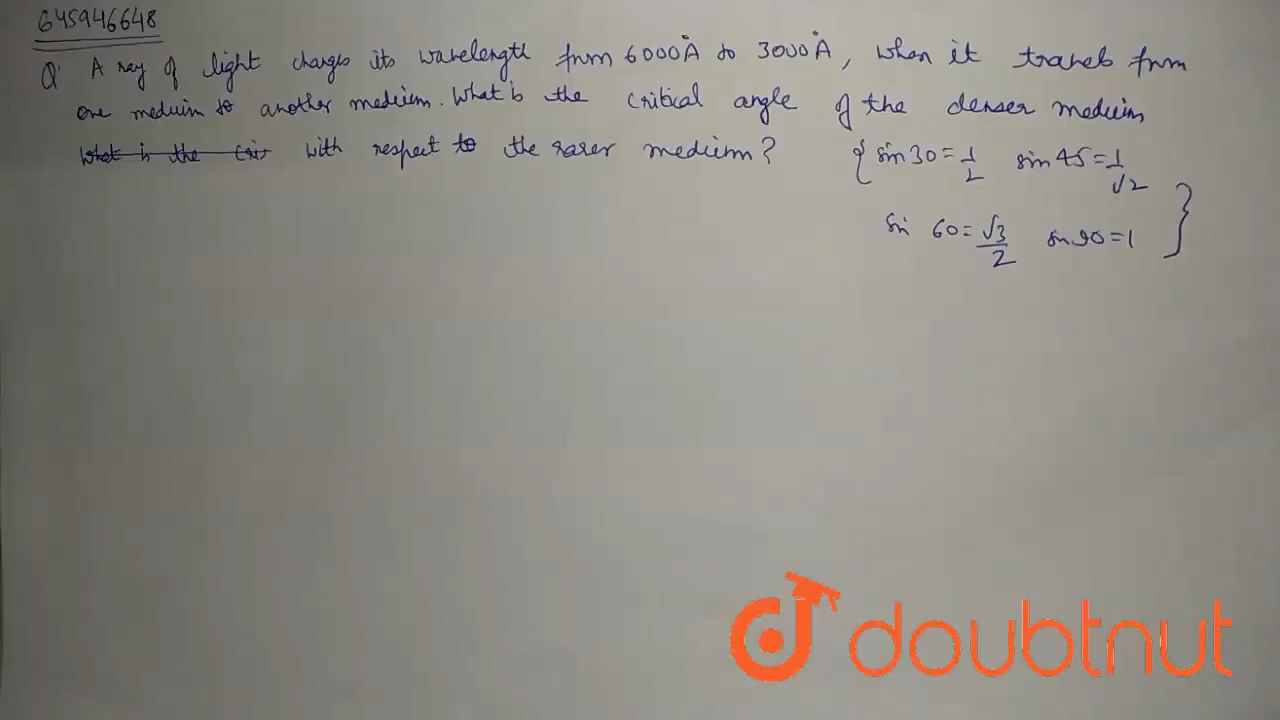 645946648
Q. A ray of light changes its wavelength from 6000Å to 3000Å, when it travels from
one medium to another medium. What is the critical angle of the denser medium
What is the Cri with respect to the rarer medium? { sin 30 = 1/2 sin 45 = 1/√2
sin 60 = √3/2 sin 90 = 1 }
doubtnut